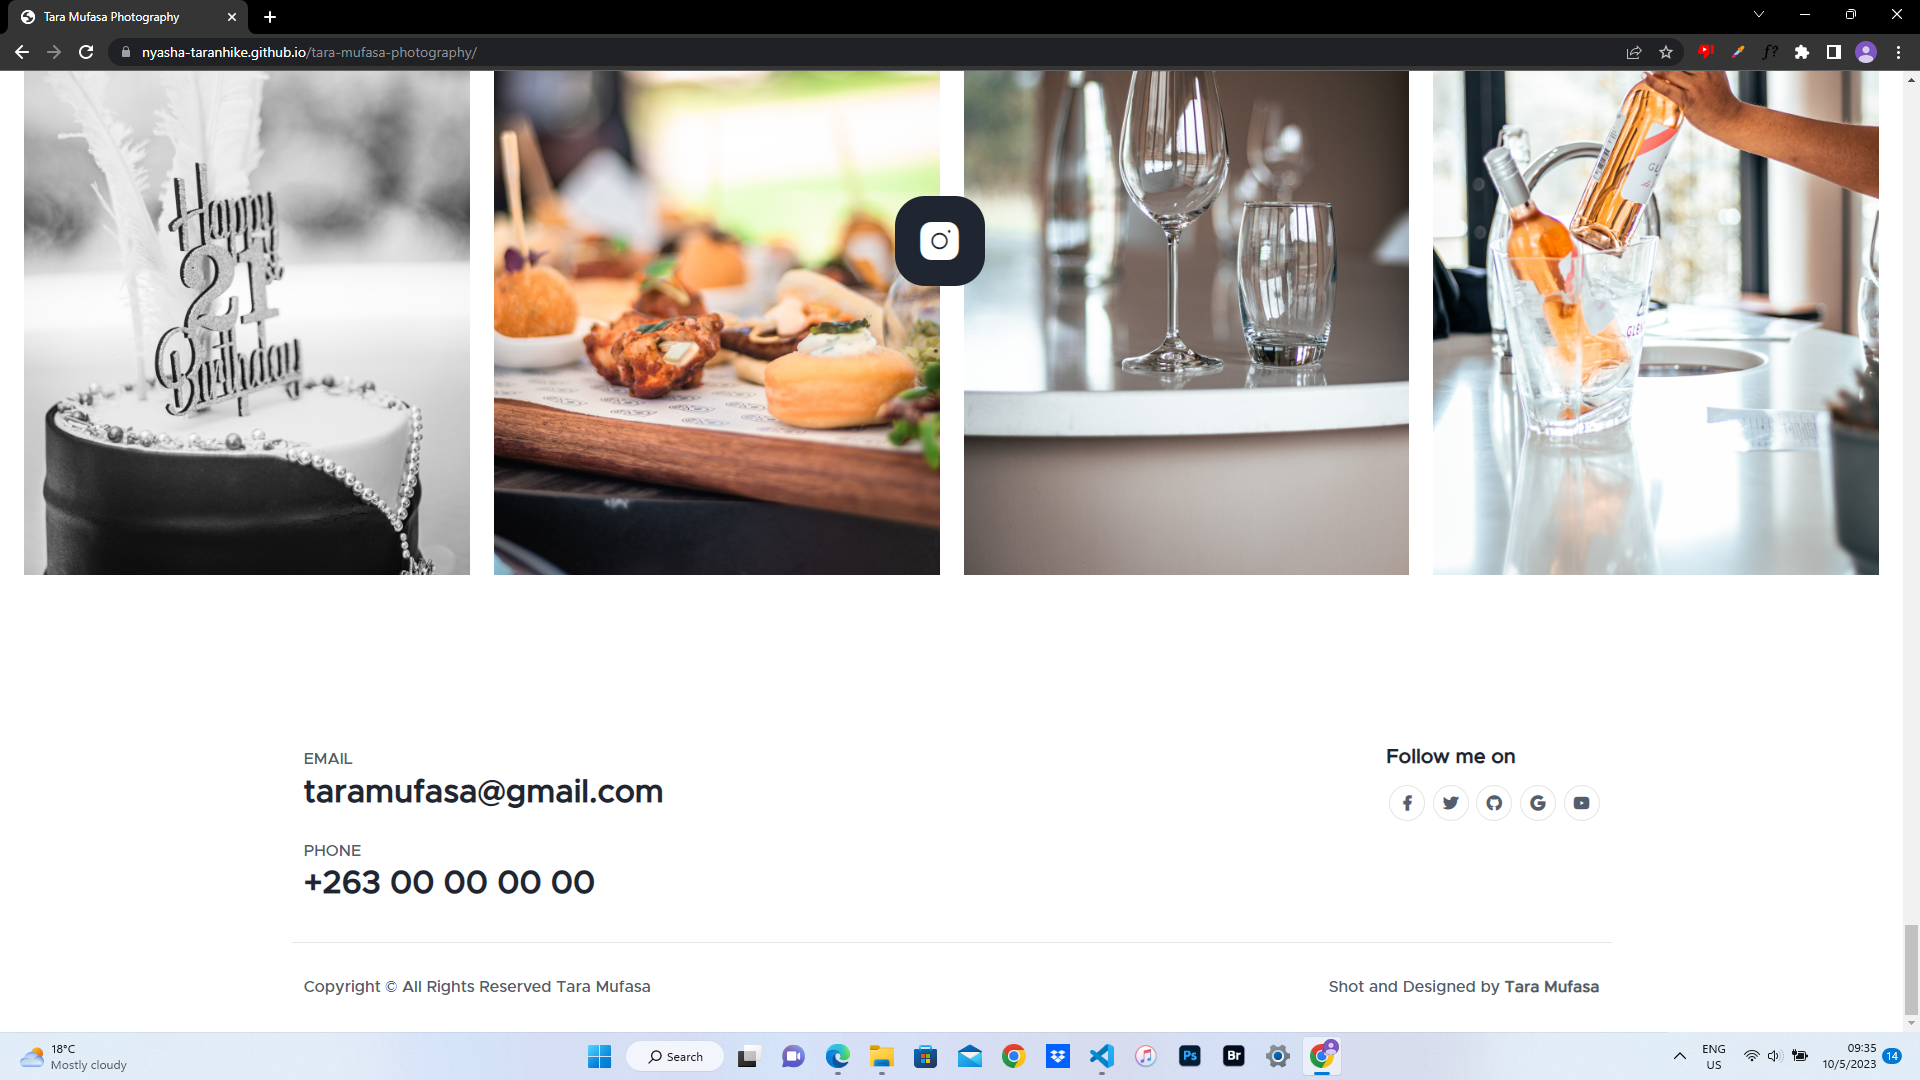 Tara Mufasa Photography
nyasha-taranhike.github.io/tara-mufasa-photography/
Happy
21st
Birthday
EMAIL
taramufasa@gmail.com
PHONE
+263 00 00 00 00
Follow me on
Copyright © All Rights Reserved Tara Mufasa
Shot and Designed by Tara Mufasa
18°C
Mostly cloudy
Search
Ps
Br
ENG
US
09:35
10/5/2023
14